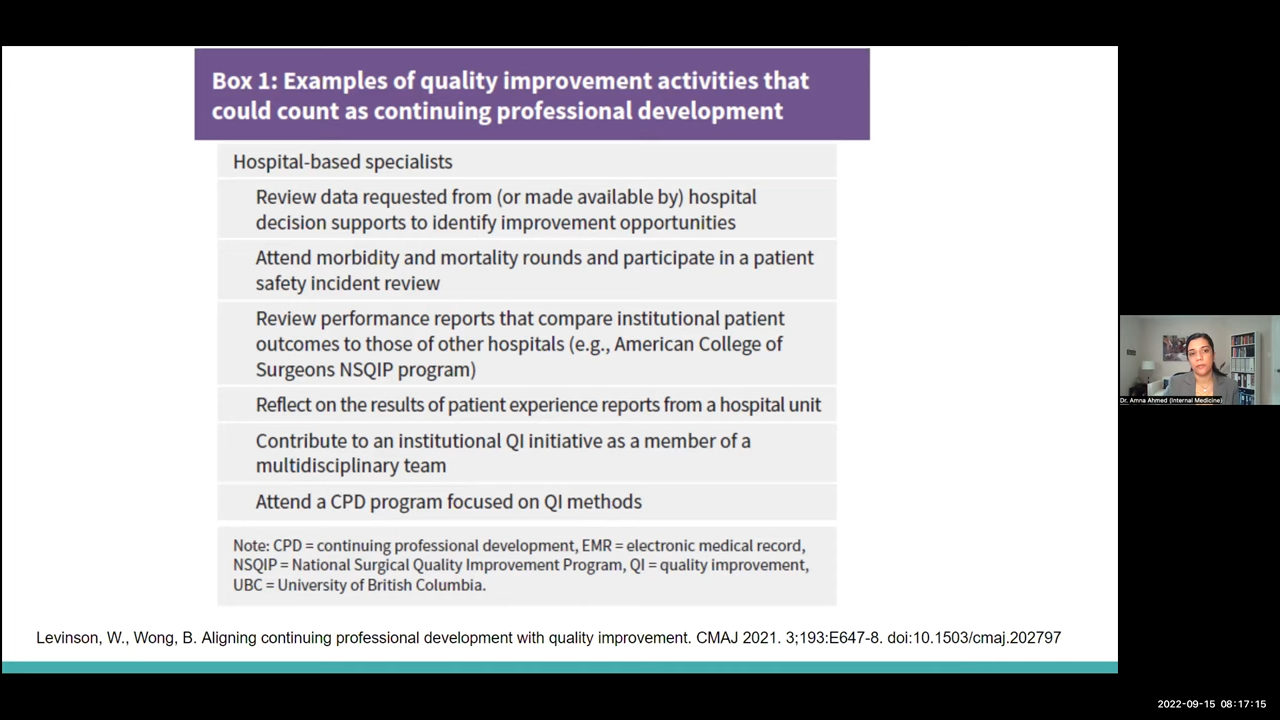 Box 1: Examples of quality improvement activities that
could count as continuing professional development
Hospital-based specialists
Review data requested from (or made available by) hospital
decision supports to identify improvement opportunities
Attend morbidity and mortality rounds and participate in a patient
safety incident review
Review performance reports that compare institutional patient
outcomes to those of other hospitals (e.g., American College of
Surgeons NSQIP program)
Reflect on the results of patient experience reports from a hospital unit
Contribute to an institutional QI initiative as a member of a
multidisciplinary team
Attend a CPD program focused on QI methods
Note: CPD = continuing professional development, EMR = electronic medical record,
NSQIP = National Surgical Quality Improvement Program, QI = quality improvement,
UBC = University of British Columbia.
Levinson, W., Wong, B. Aligning continuing professional development with quality improvement. CMAJ 2021. 3;193:E647-8. doi:10.1503/cmaj.202797
Dr. Amna Ahmed (Internal Medicine)
2022-09-15 08:17:15